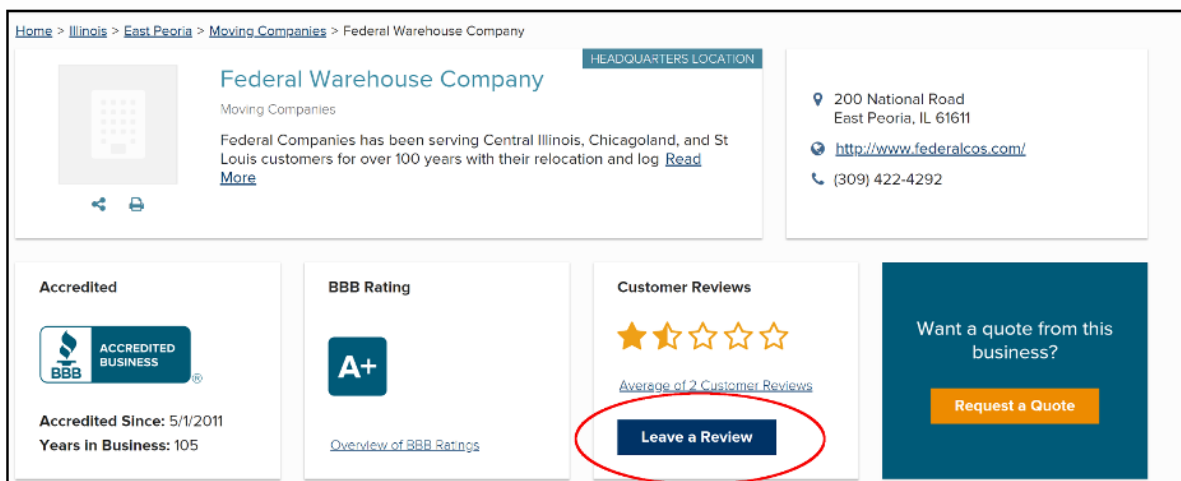 Home > Illinois > East Peoria > Moving Companies > Federal Warehouse Company
HEADQUARTERS LOCATION
Federal Warehouse Company
Moving Companies
Federal Companies has been serving Central Illinois, Chicagoland, and St
Louis customers for over 100 years with their relocation and log Read
More
200 National Road
East Peoria, IL 61611
http://www.federalcos.com/
(309) 422-4292
Accredited
BBB
ACCREDITED
BUSINESS
®
Accredited Since: 5/1/2011
Years in Business: 105
BBB Rating
A+
Overview of BBB Ratings
Customer Reviews
Average of 2 Customer Reviews
Leave a Review
Want a quote from this
business?
Request a Quote